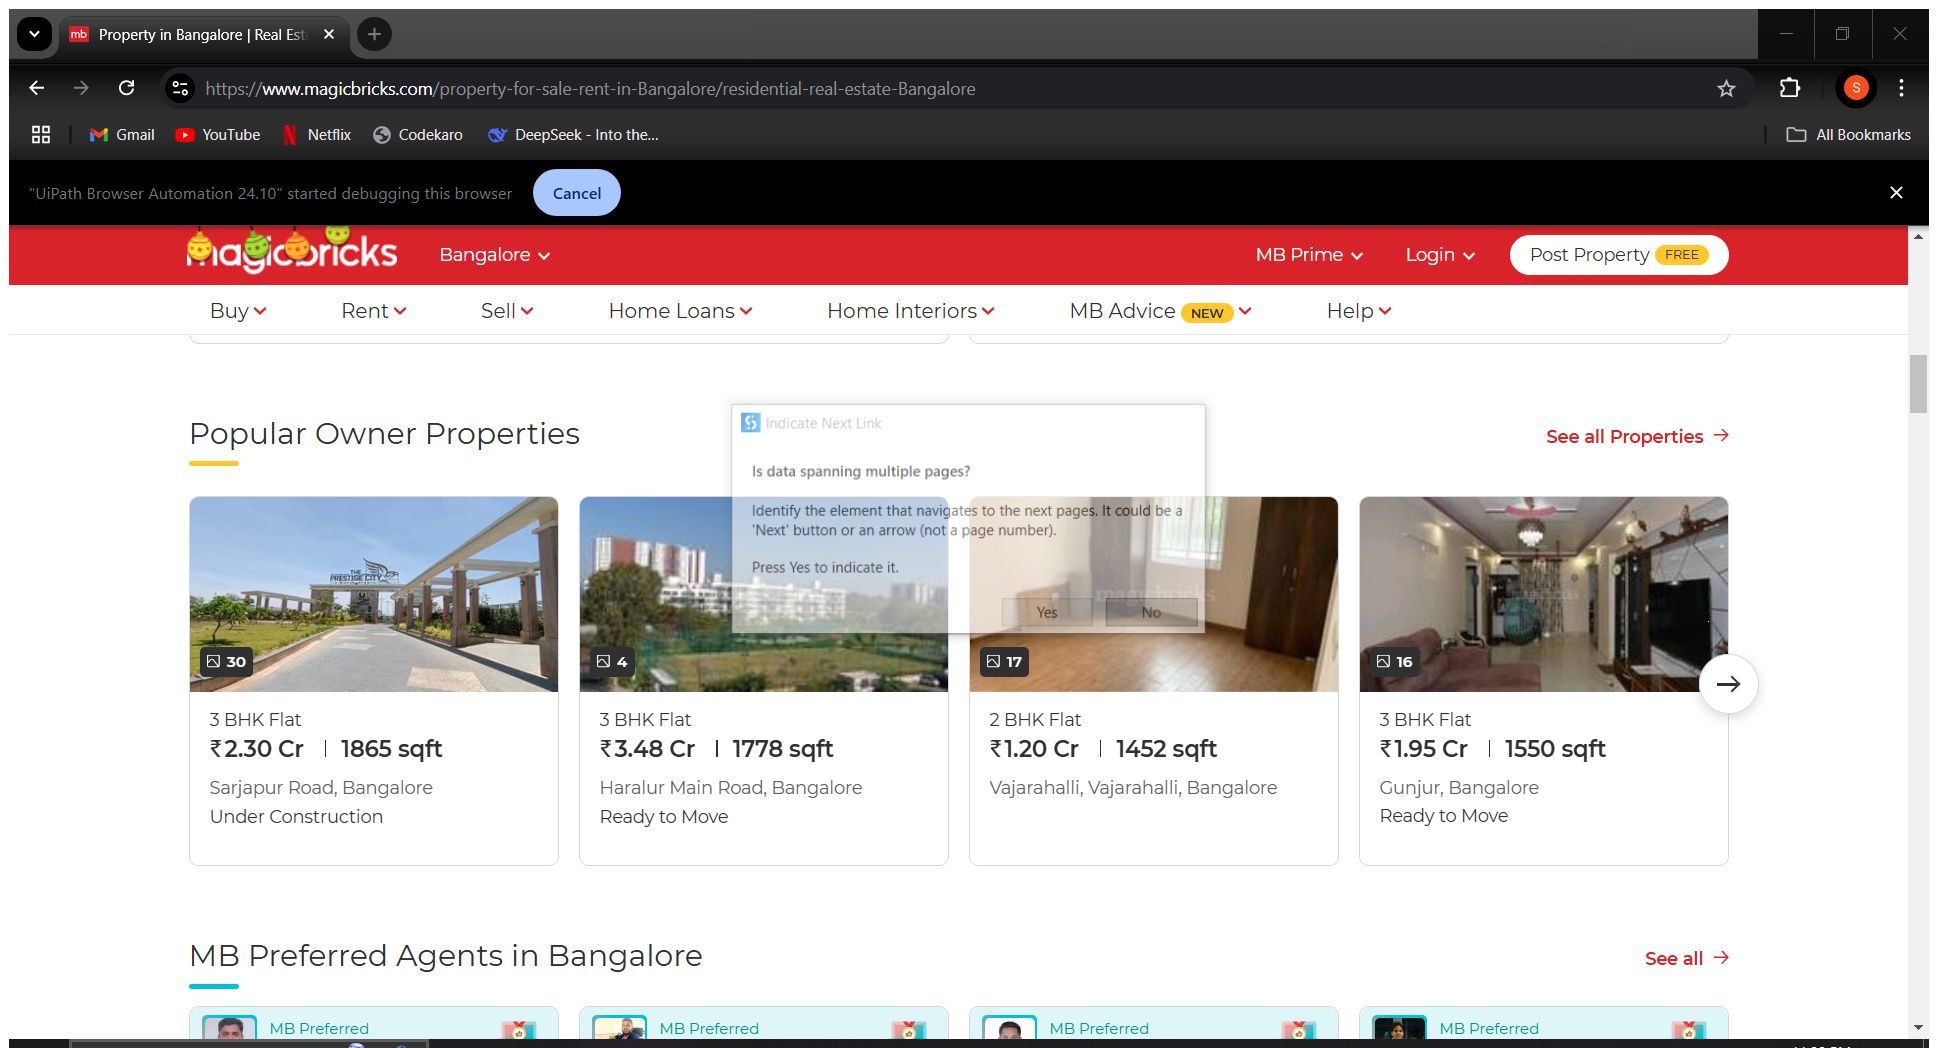 mb Property in Bangalore | Real Est
https://www.magicbricks.com/property-for-sale-rent-in-Bangalore/residential-real-estate-Bangalore
S
Gmail YouTube Netflix Codekaro DeepSeek - Into the... All Bookmarks
"UiPath Browser Automation 24.10" started debugging this browser Cancel
magicbricks Bangalore MB Prime Login Post Property FREE
Buy Rent Sell Home Loans Home Interiors MB Advice NEW Help
Popular Owner Properties
See all Properties
Indicate Next Link
Is data spanning multiple pages?
Identify the element that navigates to the next pages. It could be a
'Next' button or an arrow (not a page number).
Press Yes to indicate it.
Yes No
magicbricks
THE
PRESTIGE CITY
30 4 17 16
3 BHK Flat
₹2.30 Cr | 1865 sqft
Sarjapur Road, Bangalore
Under Construction
3 BHK Flat
₹3.48 Cr | 1778 sqft
Haralur Main Road, Bangalore
Ready to Move
2 BHK Flat
₹1.20 Cr | 1452 sqft
Vajarahalli, Vajarahalli, Bangalore
3 BHK Flat
₹1.95 Cr | 1550 sqft
Gunjur, Bangalore
Ready to Move
MB Preferred Agents in Bangalore
See all
MB Preferred MB Preferred MB Preferred MB Preferred